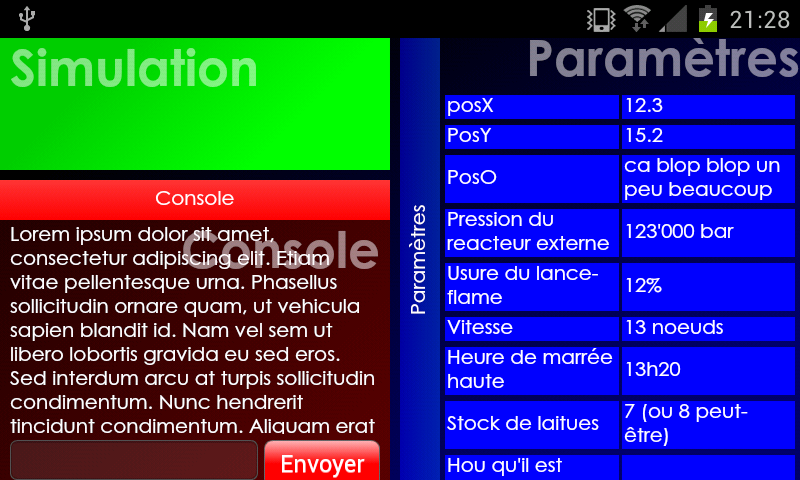 21:28
Simulation
Console
Console
Lorem ipsum dolor sit amet,
consectetur adipiscing elit. Etiam
vitae pellentesque urna. Phasellus
sollicitudin ornare quam, ut vehicula
sapien blandit id. Nam vel sem ut
libero lobortis gravida eu sed eros.
Sed interdum arcu at turpis sollicitudin
condimentum. Nunc hendrerit
tincidunt condimentum. Aliquam erat
Envoyer
Paramètres
Paramètres
posX 12.3
PosY 15.2
PosO ca blop blop un
peu beaucoup
Pression du
reacteur externe 123'000 bar
Usure du lance-
flame 12%
Vitesse 13 noeuds
Heure de marrée
haute 13h20
Stock de laitues 7 (ou 8 peut-
être)
Hou qu'il est